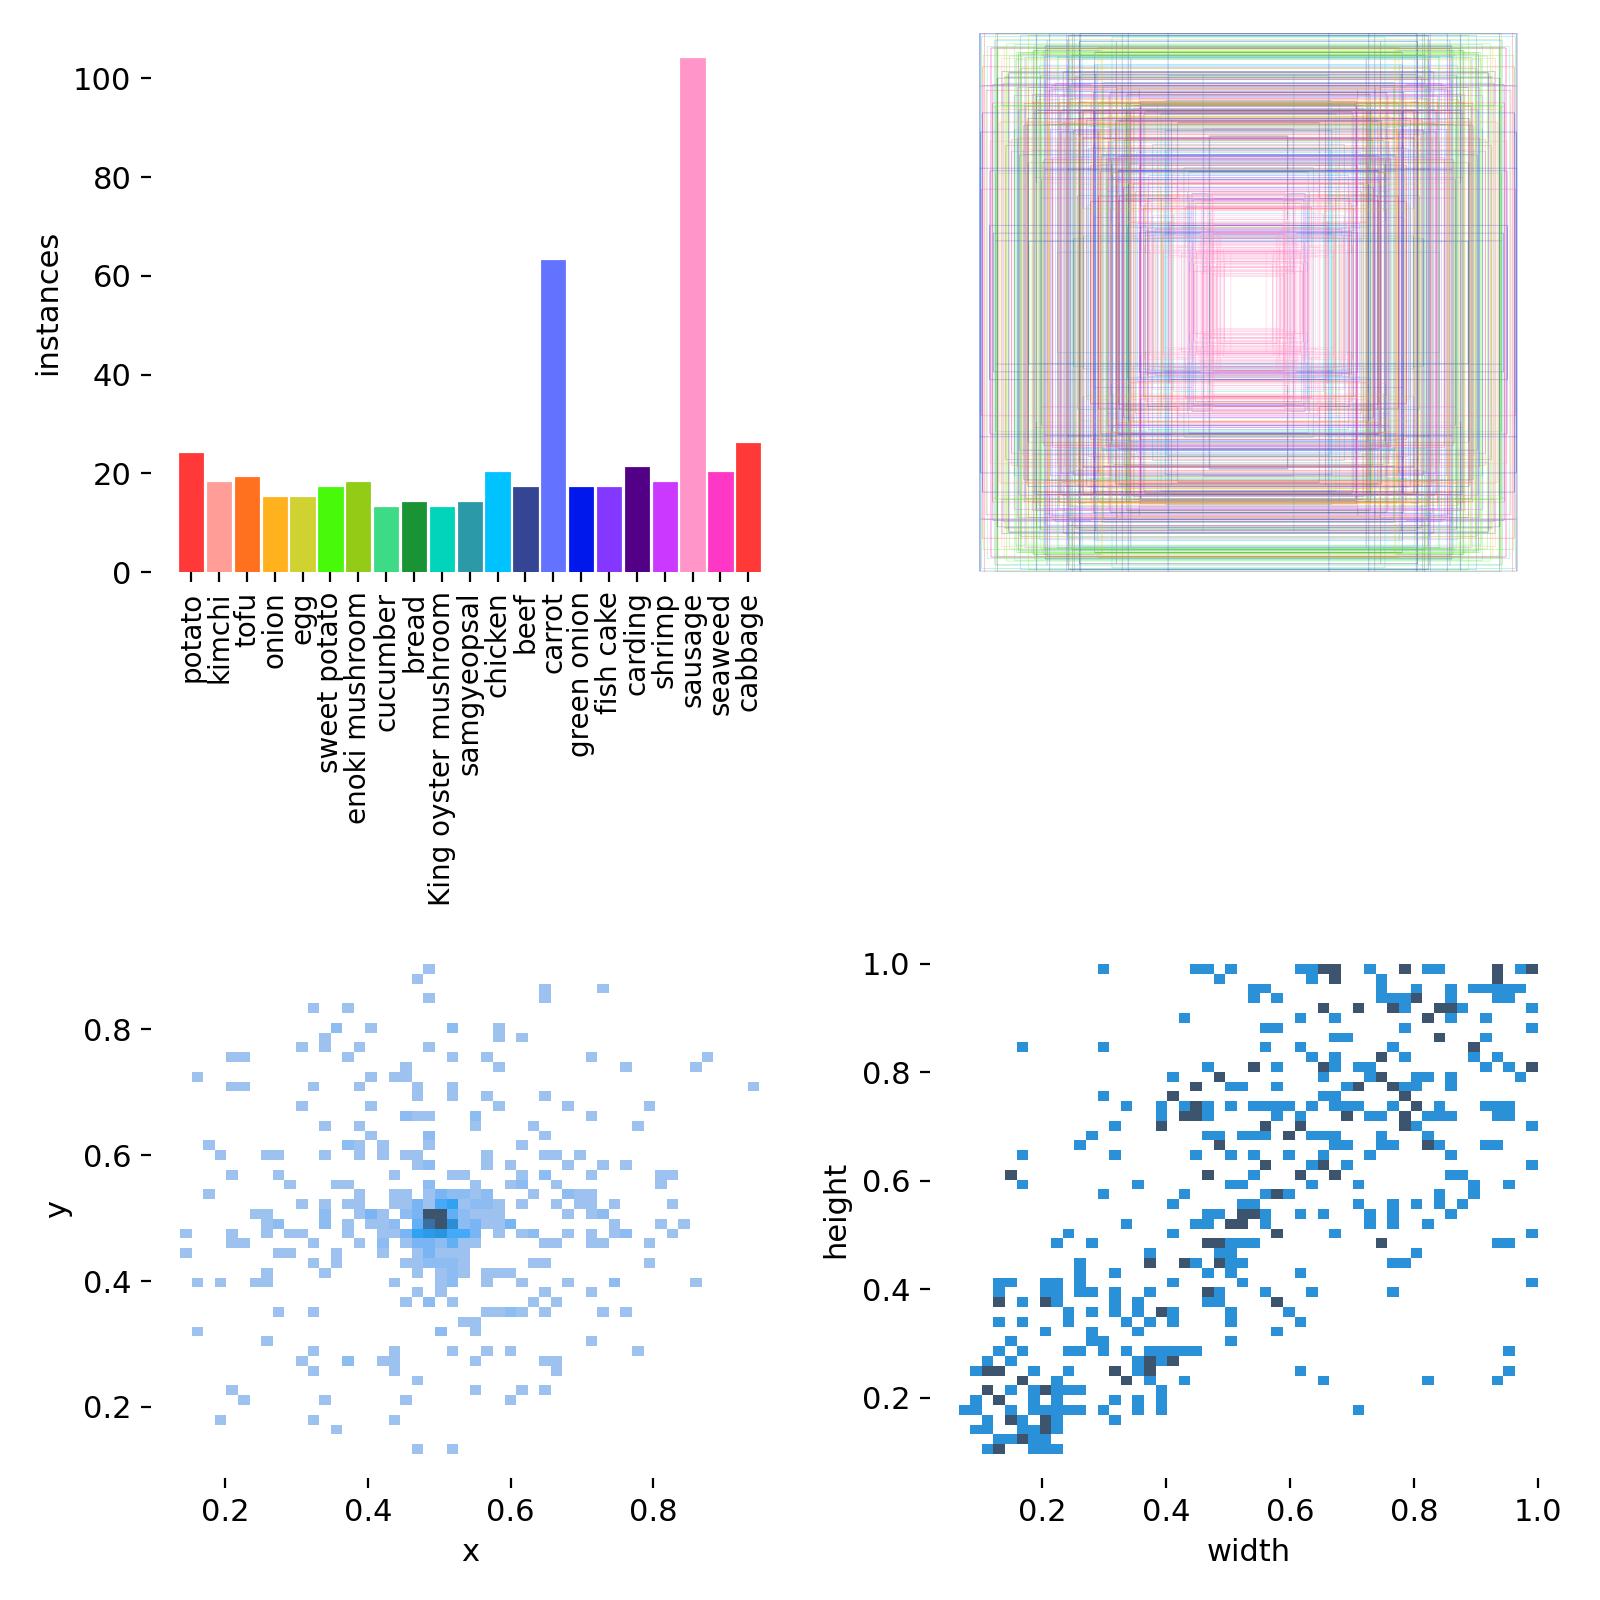 100
80
60
40
20
0
instances
potato
kimchi
tofu
onion
egg
sweet potato
enoki mushroom
cucumber
bread
King oyster mushroom
samgyeopsal
chicken
beef
carrot
green onion
fish cake
carding
shrimp
sausage
seaweed
cabbage
0.8
0.6
0.4
0.2
y
0.2 0.4 0.6 0.8
x
1.0
0.8
0.6
0.4
0.2
height
0.2 0.4 0.6 0.8 1.0
width